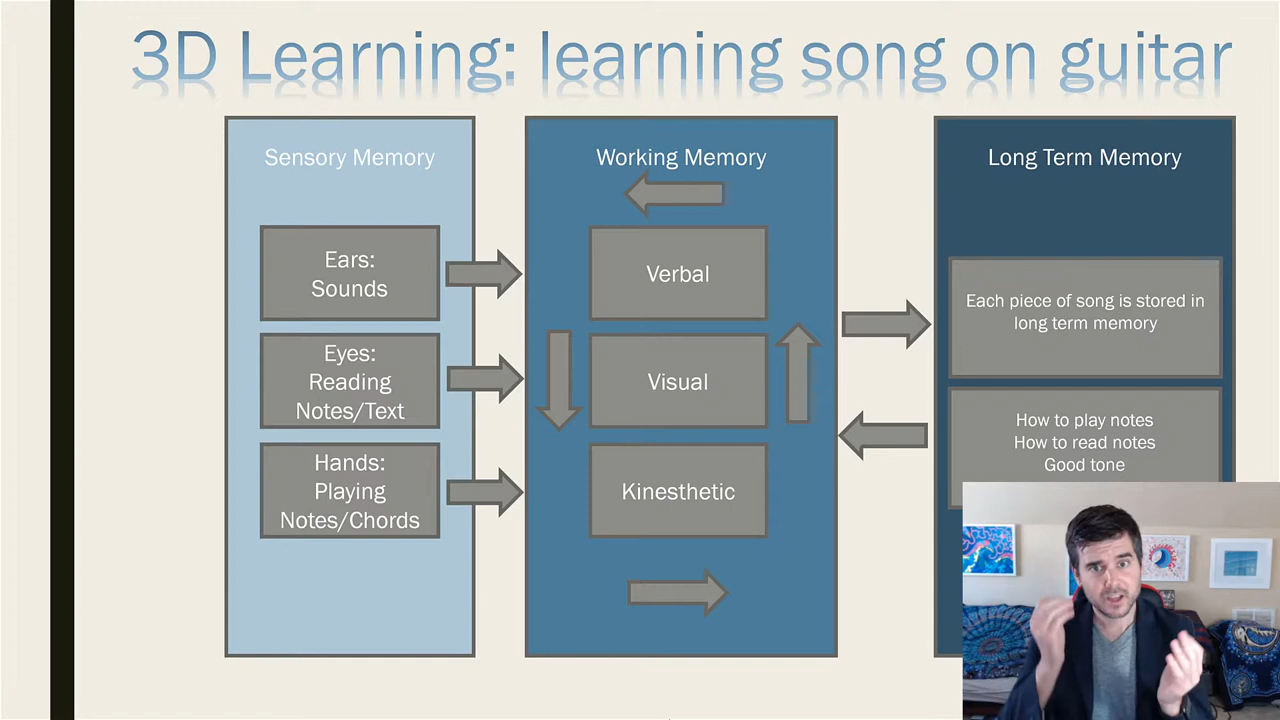 3D Learning: learning song on guitar
Sensory Memory
Ears:
Sounds
Eyes:
Reading
Notes/Text
Hands:
Playing
Notes/Chords
Working Memory
Verbal
Visual
Kinesthetic
Long Term Memory
Each piece of song is stored in
long term memory
How to play notes
How to read notes
Good tone